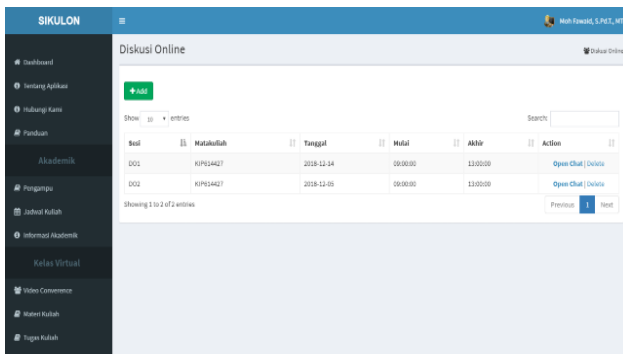 SIKULON
Moh Fawaid, S.Pd.T., MT
Diskusi Online
Diskusi Online
Dashboard
Tentang Aplikasi
Hubungi Kami
Panduan
Akademik
Pengampu
Jadwal Kuliah
Informasi Akademik
Kelas Virtual
Video Converence
Materi Kuliah
Tugas Kuliah
Add
Show 10 entries
Search:
Sesi Matakuliah Tanggal Mulai Akhir Action
D01 KIP614427 2018-12-14 09:00:00 13:00:00 Open Chat | Delete
D02 KIP614427 2018-12-05 09:00:00 13:00:00 Open Chat | Delete
Showing 1 to 2 of 2 entries
Previous 1 Next